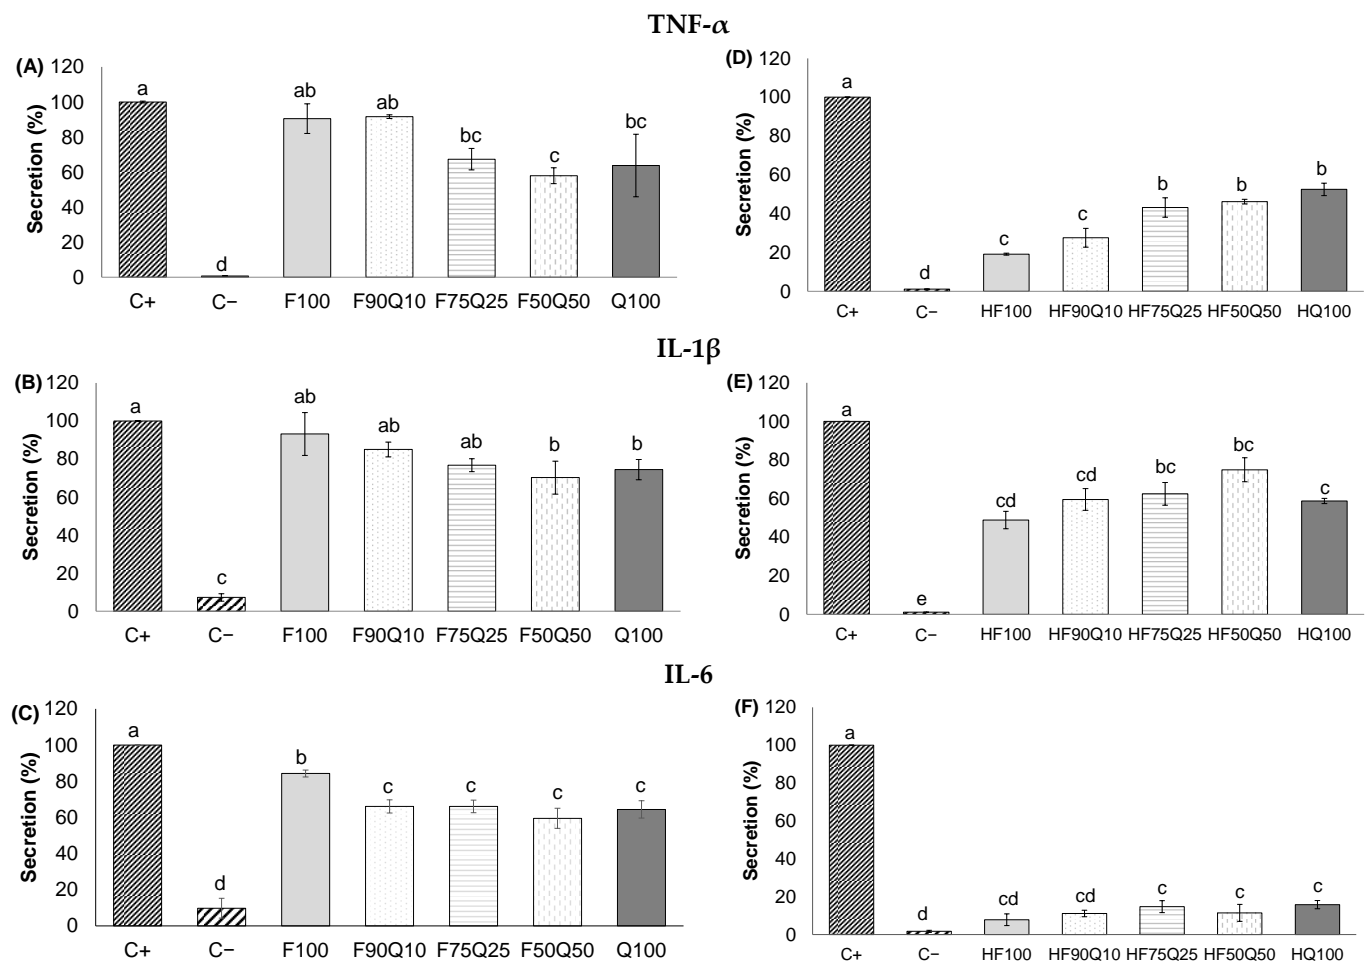 TNF-α
(A)
Secretion (%)
120
100
80
60
40
20
0
a
d
ab
ab
bc
c
bc
C+ C− F100 F90Q10 F75Q25 F50Q50 Q100
(D)
Secretion (%)
120
100
80
60
40
20
0
a
d
c
c
b
b
b
C+ C− HF100 HF90Q10 HF75Q25 HF50Q50 HQ100
IL-1β
(B)
Secretion (%)
120
100
80
60
40
20
0
a
c
ab
ab
ab
b
b
C+ C− F100 F90Q10 F75Q25 F50Q50 Q100
(E)
Secretion (%)
120
100
80
60
40
20
0
a
e
cd
cd
bc
bc
c
C+ C− HF100 HF90Q10 HF75Q25 HF50Q50 HQ100
IL-6
(C)
Secretion (%)
120
100
80
60
40
20
0
a
d
b
c
c
c
c
C+ C− F100 F90Q10 F75Q25 F50Q50 Q100
(F)
Secretion (%)
120
100
80
60
40
20
0
a
d
cd
cd
c
c
c
C+ C− HF100 HF90Q10 HF75Q25 HF50Q50 HQ100